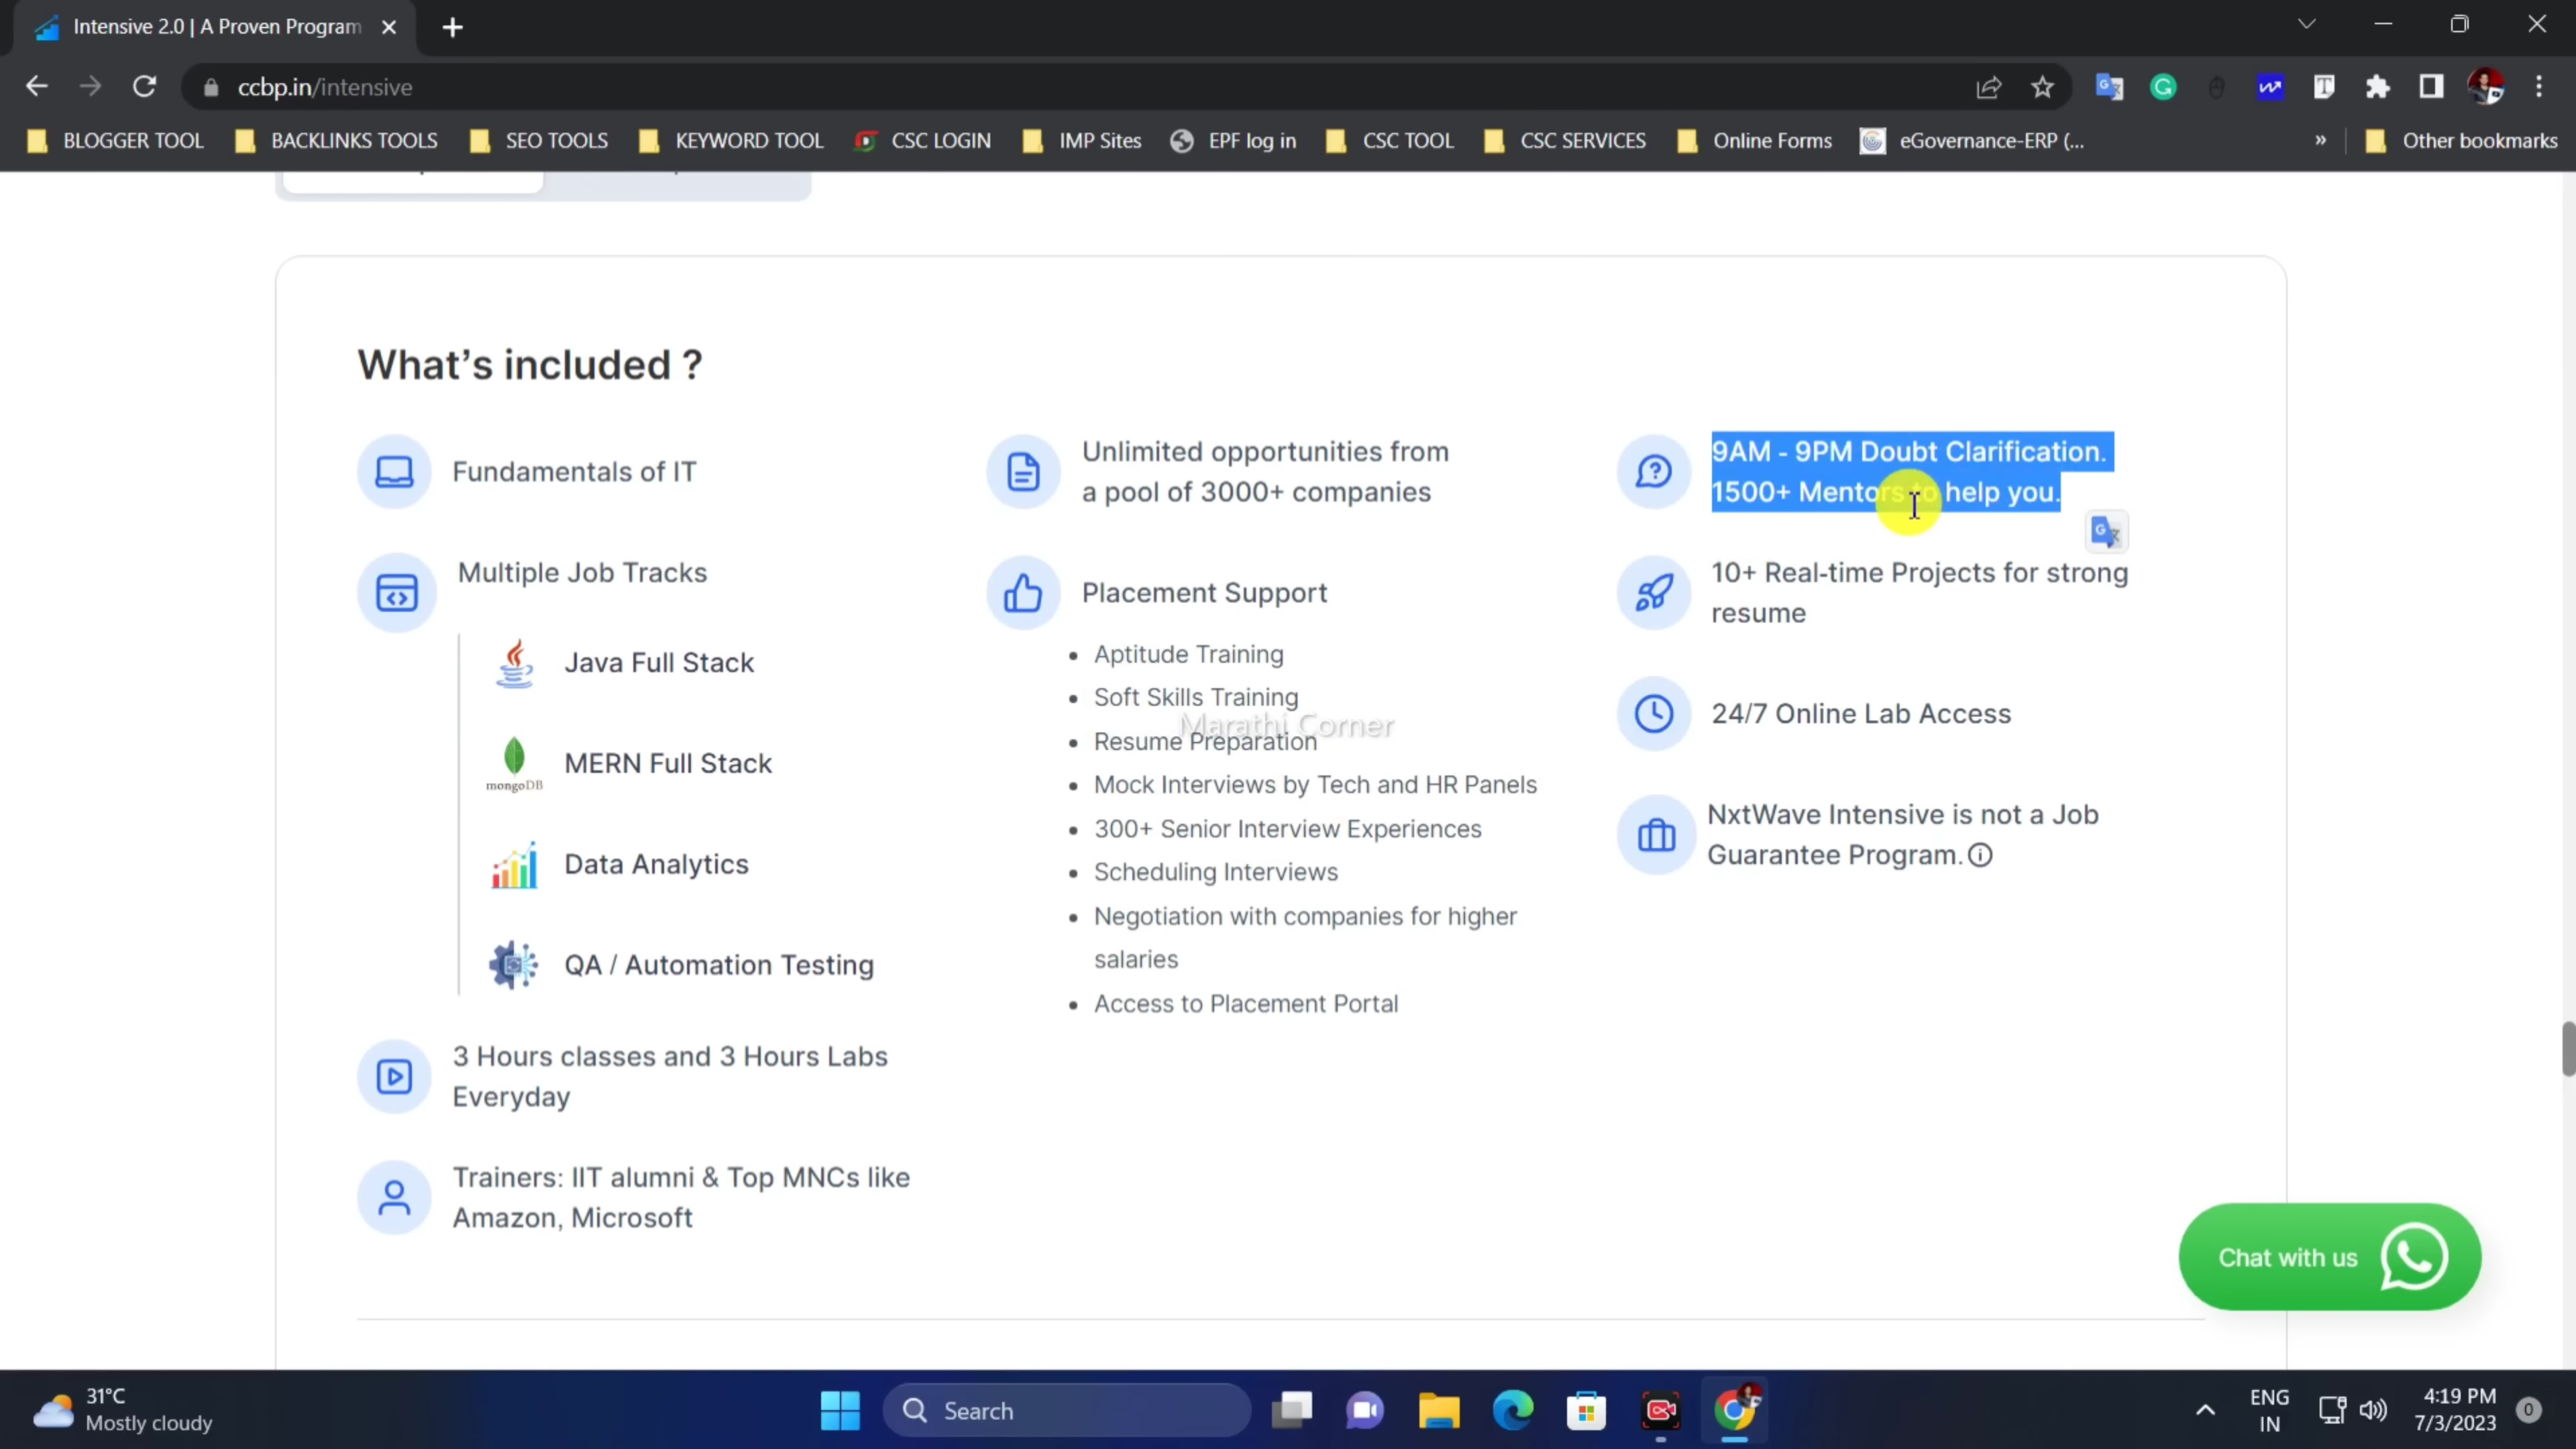 Intensive 2.0 | A Proven Program
ccbp.in/intensive
BLOGGER TOOL
BACKLINKS TOOLS
SEO TOOLS
KEYWORD TOOL
CSC LOGIN
IMP Sites
EPF log in
CSC TOOL
CSC SERVICES
Online Forms
eGovernance-ERP (...
»
Other bookmarks
What's included ?
Fundamentals of IT
Multiple Job Tracks
Java Full Stack
mongoDB
MERN Full Stack
Data Analytics
QA / Automation Testing
3 Hours classes and 3 Hours Labs
Everyday
Trainers: IIT alumni & Top MNCs like
Amazon, Microsoft
Unlimited opportunities from
a pool of 3000+ companies
Placement Support
• Aptitude Training
• Soft Skills Training
Marathi Corner
• Resume Preparation
• Mock Interviews by Tech and HR Panels
• 300+ Senior Interview Experiences
• Scheduling Interviews
• Negotiation with companies for higher
salaries
• Access to Placement Portal
9AM - 9PM Doubt Clarification.
1500+ Mentors to help you.
10+ Real-time Projects for strong
resume
24/7 Online Lab Access
NxtWave Intensive is not a Job
Guarantee Program.
Chat with us
31°C
Mostly cloudy
Search
ENG
IN
4:19 PM
7/3/2023
0